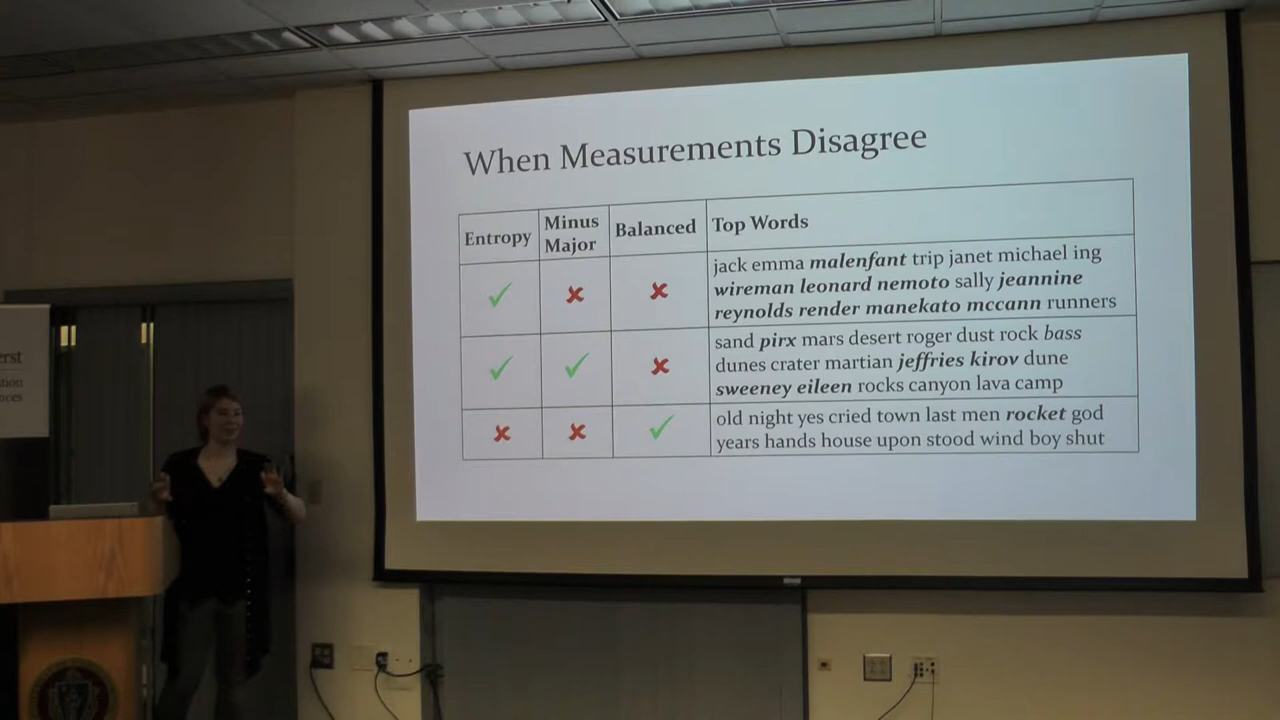 When Measurements Disagree
Entropy
Minus
Major
Balanced
Top Words
✓ ✘ ✘
jack emma malenfant trip janet michael ing
wireman leonard nemoto sally jeannine
reynolds render manekato mccann runners
✓ ✓ ✘
sand pirx mars desert roger dust rock bass
dunes crater martian jeffries kirov dune
sweeney eileen rocks canyon lava camp
✘ ✘ ✓
old night yes cried town last men rocket god
years hands house upon stood wind boy shut
erst
tion
nces